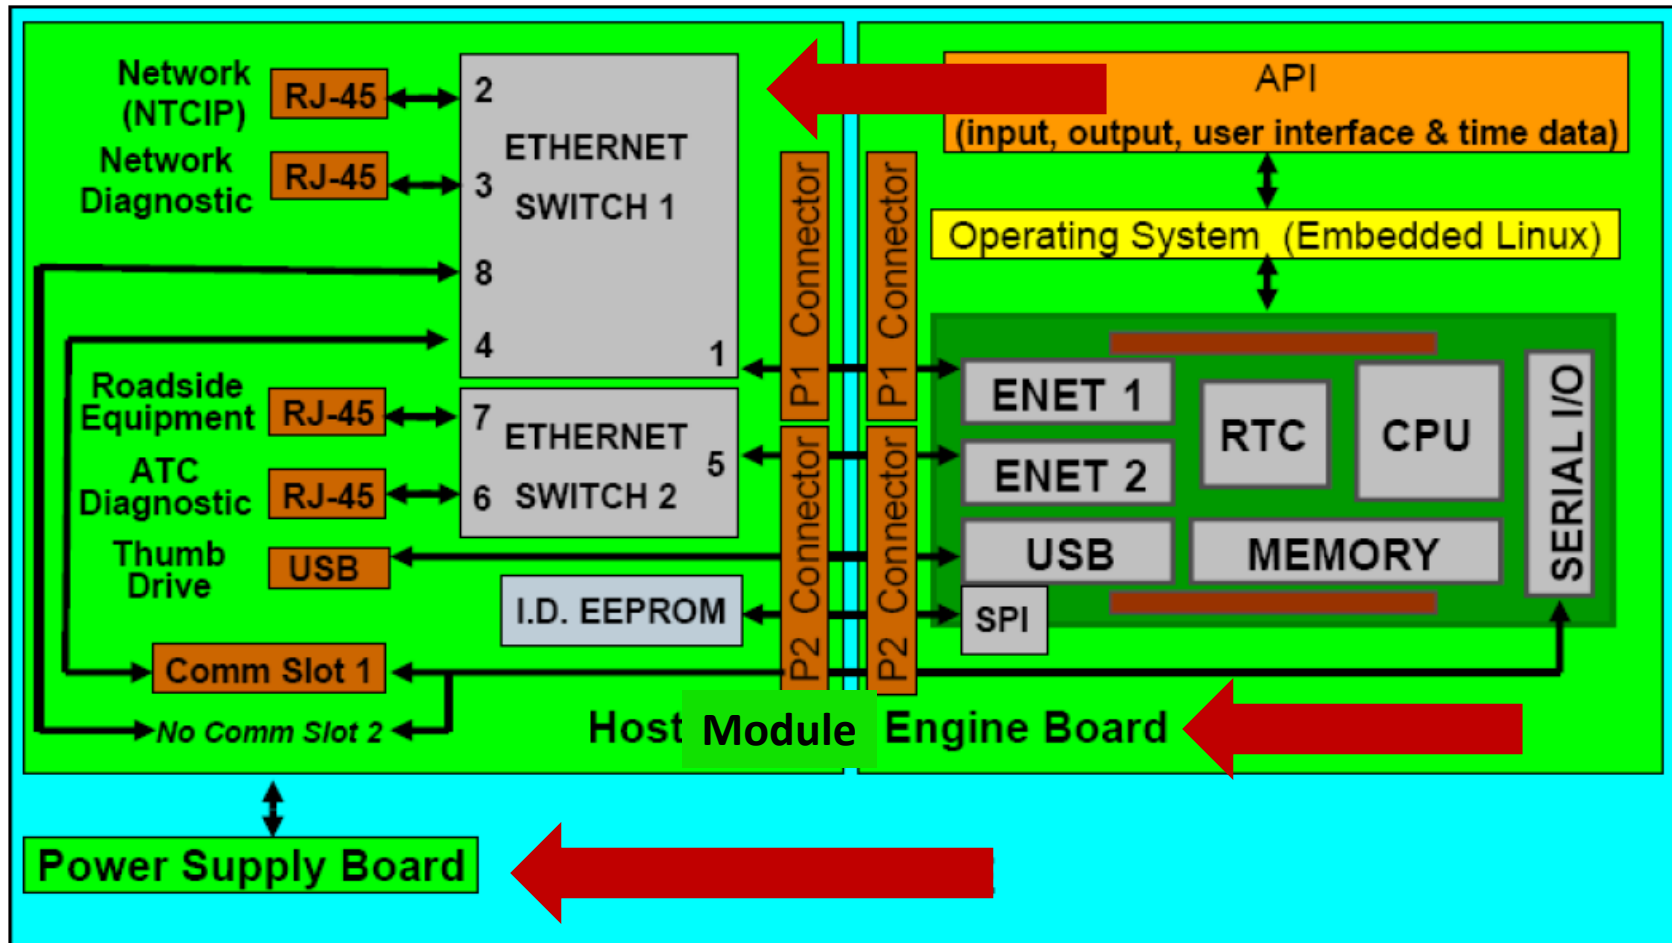 Network
(NTCIP)
RJ-45
2
ETHERNET
SWITCH 1
Network
Diagnostic
RJ-45
3
8
4
1
Roadside
Equipment
RJ-45
7
ETHERNET
SWITCH 2
5
ATC
Diagnostic
RJ-45
6
Thumb
Drive
USB
I.D. EEPROM
Comm Slot 1
No Comm Slot 2
P1 Connector
P2 Connector
P1 Connector
P2 Connector
API
(input, output, user interface & time data)
Operating System (Embedded Linux)
ENET 1
ENET 2
RTC
CPU
SERIAL I/O
USB
MEMORY
SPI
Host Module
Engine Board
Power Supply Board